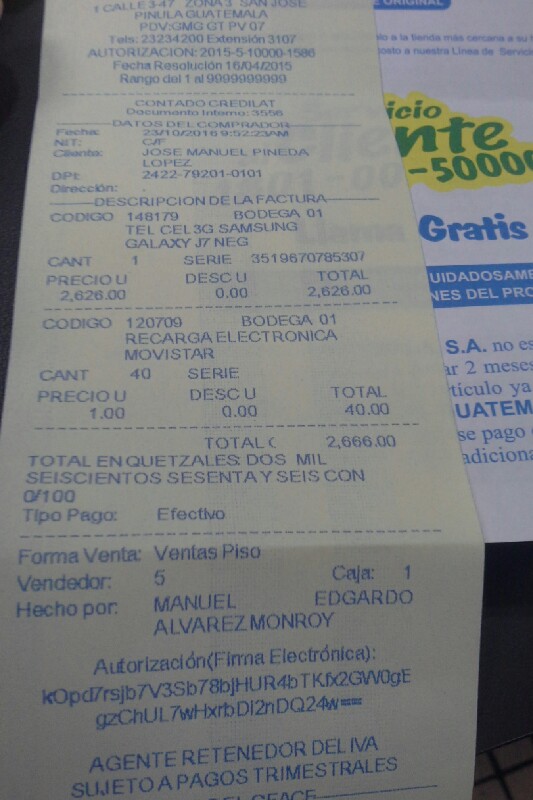 1 CALLE 3-47 ZONA 3 SAN JOSE
PINULA GUATEMALA
PDV:GMG GT PV 07
Tels: 23234200 Extensión 3107
AUTORIZACION: 2015-5-10000-1586
Fecha Resolución 16/04/2015
Rango del 1 al 9999999999
CONTADO CREDILAT
Documento Interno: 3556
DATOS DEL COMPRADOR
Fecha: 23/10/2016 9:52:23AM
NIT: C/F
Cliente: JOSE MANUEL PINEDA
LOPEZ
DPI: 2422-79201-0101
Dirección: .
DESCRIPCION DE LA FACTURA
CODIGO 148179 BODEGA 01
TEL CEL3G SAMSUNG
GALAXY J7 NEG
CANT 1 SERIE 3519670785307
PRECIO U DESC U TOTAL
2,626.00 0.00 2,626.00
CODIGO 120709 BODEGA 01
RECARGA ELECTRONICA
MOVISTAR
CANT 40 SERIE
PRECIO U DESC U TOTAL
1.00 0.00 40.00
TOTAL ( 2,666.00
TOTAL EN QUETZALES: DOS MIL
SEISCIENTOS SESENTA Y SEIS CON
0/100
Tipo Pago: Efectivo
Forma Venta: Ventas Piso
Vendedor: 5 Caja: 1
Hecho por: MANUEL EDGARDO
ALVAREZ MONROY
Autorización(Firma Electrónica):
kOpd7rsjb7V3Sb78bjHUR4bTKfx2GW0gE
gzChUL7wHxrbDI2nDQ24w==
AGENTE RETENEDOR DEL IVA
SUJETO A PAGOS TRIMESTRALES
ORIGINAL
lo a la tienda más cercana a su
osto a nuestra Línea de Servic
icio
ente
-50000
Gratis
UIDADOSAME
NES DEL PRO
S.A. no es
ar 2 meses
tículo ya
UATEM
se pago
adiciona